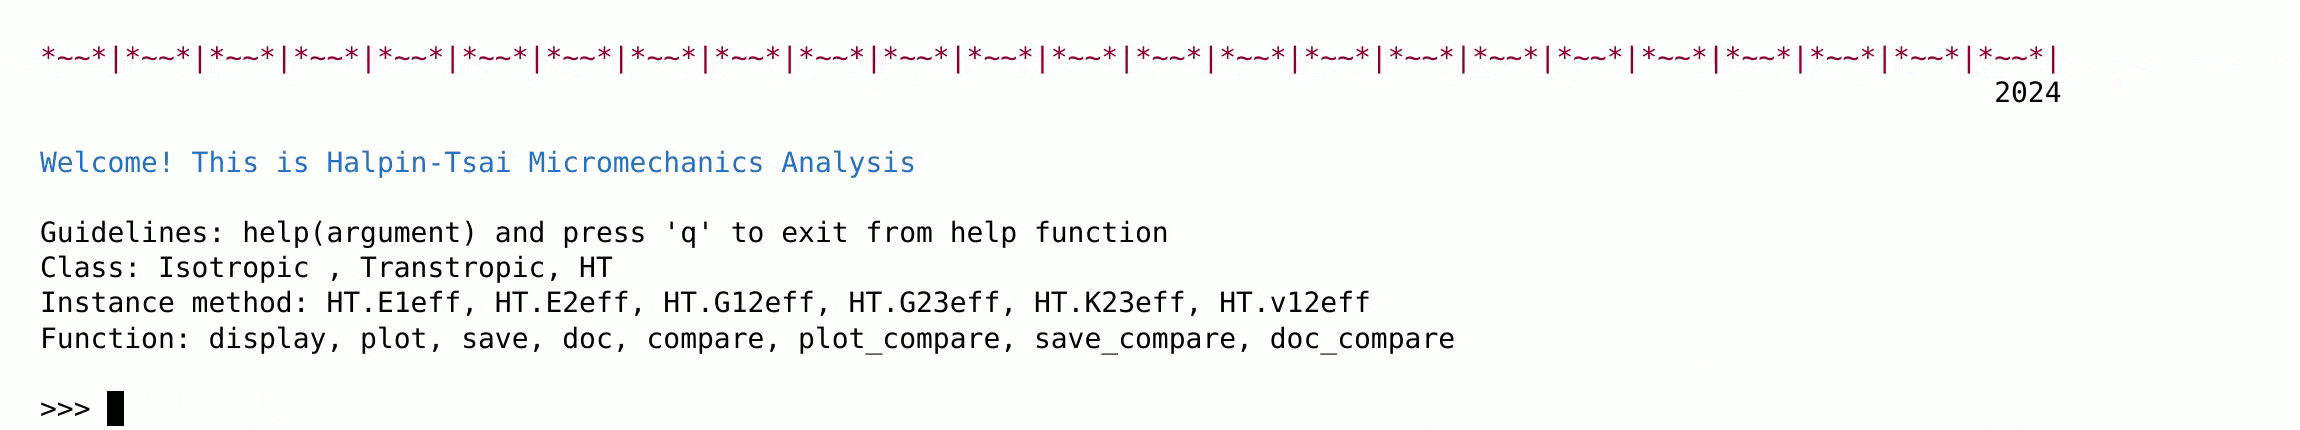 *~~*|*~~*|*~~*|*~~*|*~~*|*~~*|*~~*|*~~*|*~~*|*~~*|*~~*|*~~*|*~~*|*~~*|*~~*|*~~*|*~~*|*~~*|*~~*|*~~*|*~~*|*~~*|*~~*|*~~*|
2024
Welcome! This is Halpin-Tsai Micromechanics Analysis
Guidelines: help(argument) and press 'q' to exit from help function
Class: Isotropic , Transtropic, HT
Instance method: HT.E1eff, HT.E2eff, HT.G12eff, HT.G23eff, HT.K23eff, HT.v12eff
Function: display, plot, save, doc, compare, plot_compare, save_compare, doc_compare
>>>